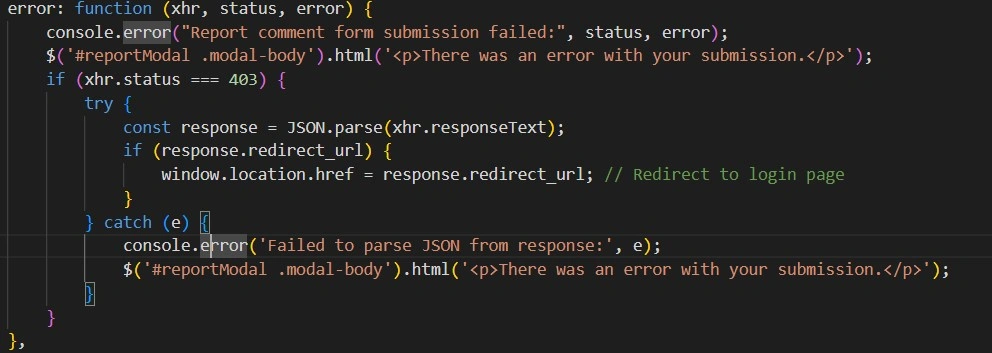 error: function (xhr, status, error) {
    console.error("Report comment form submission failed:", status, error);
    $('#reportModal .modal-body').html('<p>There was an error with your submission.</p>');
    if (xhr.status === 403) {
        try {
            const response = JSON.parse(xhr.responseText);
            if (response.redirect_url) {
                window.location.href = response.redirect_url; // Redirect to login page
            }
        } catch (e) {
            console.error('Failed to parse JSON from response:', e);
            $('#reportModal .modal-body').html('<p>There was an error with your submission.</p>');
        }
    }
},